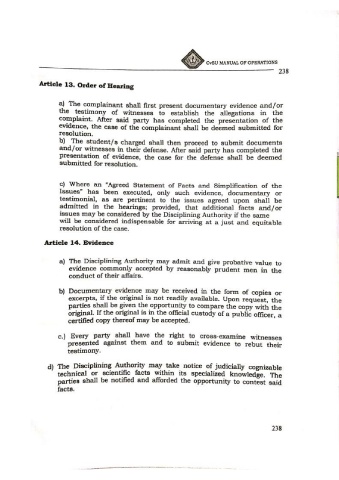 CvSU MANUAL OF OPERATIONS
238
Article 13. Order of Hearing
a) The complainant shall first present documentary evidence and/or
the testimony of witnesses to establish the allegations in the
complaint. After said party has completed the presentation of the
evidence, the case of the complainant shall be deemed submitted for
resolution.
b) The student/s charged shall then proceed to submit documents
and/or witnesses in their defense. After said party has completed the
presentation of evidence, the case for the defense shall be deemed
submitted for resolution.
c) Where an "Agreed Statement of Facts and Simplification of the
Issues" has been executed, only such evidence, documentary or
testimonial, as are pertinent to the issues agreed upon shall be
admitted in the hearings; provided, that additional facts and/or
issues may be considered by the Disciplining Authority if the same
will be considered indispensable for arriving at a just and equitable
resolution of the case.
Article 14. Evidence
a) The Disciplining Authority may admit and give probative value to
evidence commonly accepted by reasonably prudent men in the
conduct of their affairs.
b) Documentary evidence may be received in the form of copies or
excerpts, if the original is not readily available. Upon request, the
parties shall be given the opportunity to compare the copy with the
original. If the original is in the official custody of a public officer, a
certified copy thereof may be accepted.
c.) Every party shall have the right to cross-examine witnesses
presented against them and to submit evidence to rebut their
testimony.
d) The Disciplining Authority may take notice of judicially cognizable
technical or scientific facts within its specialized knowledge. The
parties shall be notified and afforded the opportunity to contest said
facts.
238